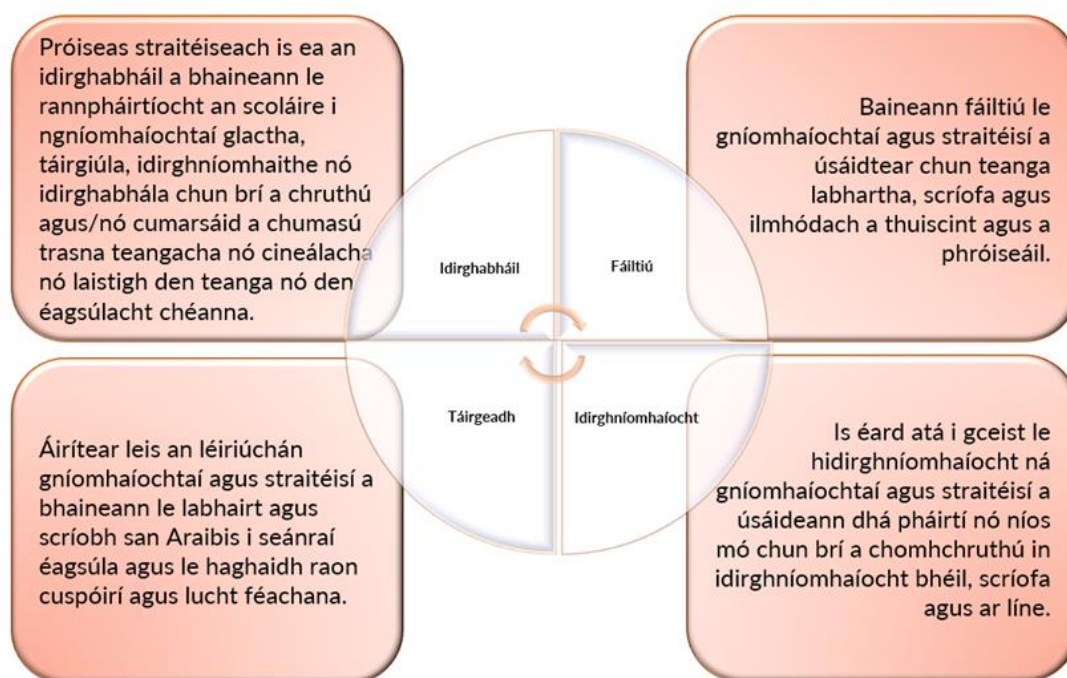 Próiseas straitéiseach is ea an
idirghabháil a bhaineann le
rannpháirtíocht an scoláire i
ngníomhaíochtaí glactha,
táirgiúla, idirghníomhaithe nó
idirghabhála chun brí a chruthú
agus/nó cumarsáid a chumasú
trasna teangacha nó cineálacha
nó laistigh den teanga nó den
éagsúlacht chéanna.
Baineann fáiltiú le
gníomhaíochtaí agus straitéisí a
úsáidtear chun teanga
labhartha, scríofa agus
ilmhódach a thuiscint agus a
phróiseáil.
Idirghabháil
Fáiltiú
Táirgeadh
Idirghníomhaíocht
Áirítear leis an léiriúchán
gníomhaíochtaí agus straitéisí a
bhaineann le labhairt agus
scríobh san Araibis i seánraí
éagsúla agus le haghaidh raon
cuspóirí agus lucht féachana.
Is éard atá i gceist le
hidirghníomhaíocht ná
gníomhaíochtaí agus straitéisí a
úsáideann dhá pháirtí nó níos
mó chun brí a chomhchruthú in
idirghníomhaíocht bhéil, scríofa
agus ar líne.